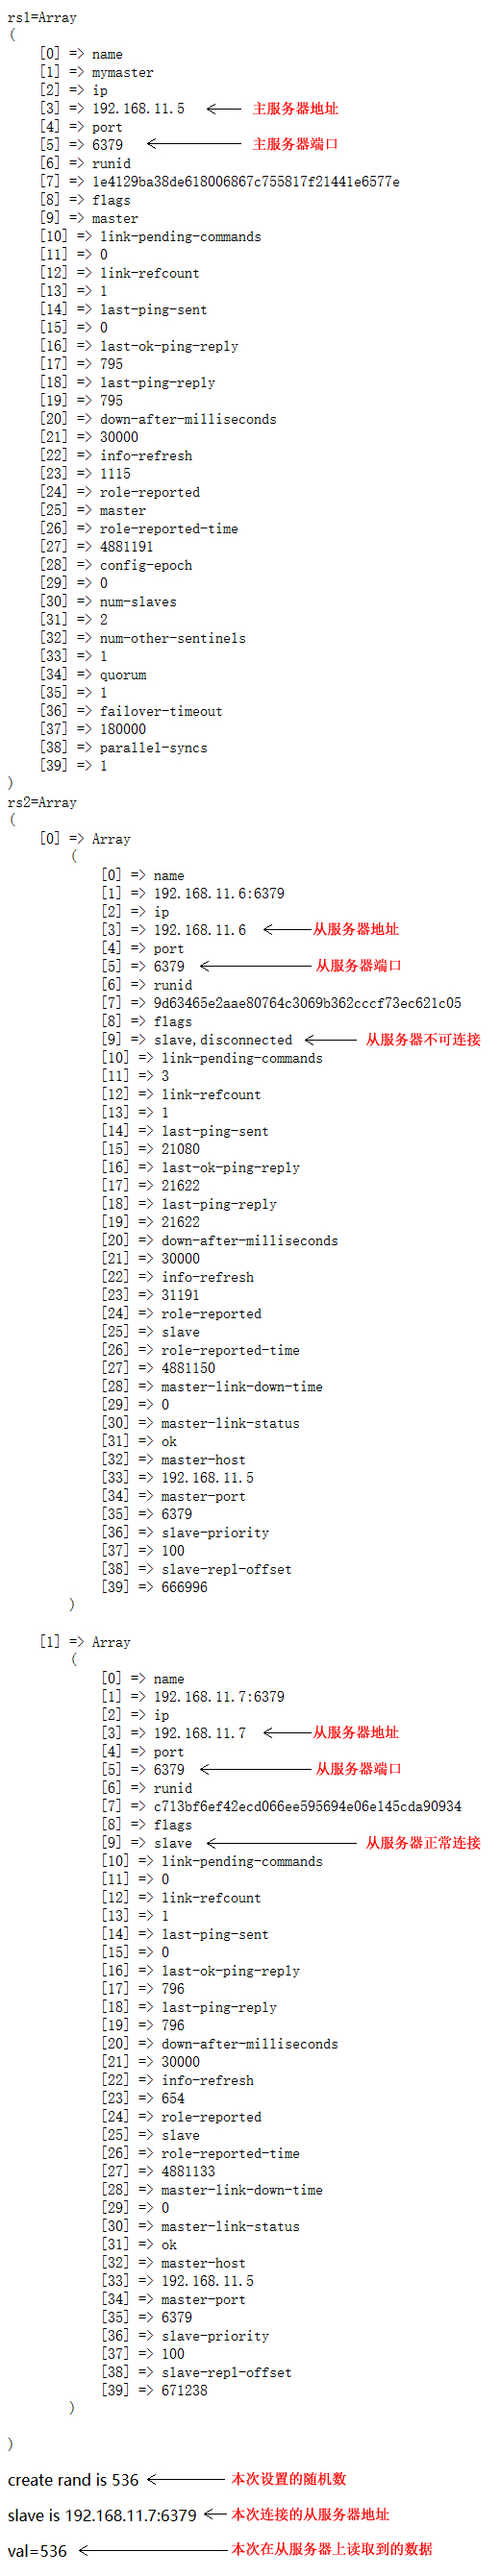 rs1=Array
(
[0] => name
[1] => mymaster
[2] => ip
[3] => 192.168.11.5 主服务器地址
[4] => port
[5] => 6379 主服务器端口
[6] => runid
[7] => 1e4129ba38de618006867c755817f21441e6577e
[8] => flags
[9] => master
[10] => link-pending-commands
[11] => 0
[12] => link-refcount
[13] => 1
[14] => last-ping-sent
[15] => 0
[16] => last-ok-ping-reply
[17] => 795
[18] => last-ping-reply
[19] => 795
[20] => down-after-milliseconds
[21] => 30000
[22] => info-refresh
[23] => 1115
[24] => role-reported
[25] => master
[26] => role-reported-time
[27] => 4881191
[28] => config-epoch
[29] => 0
[30] => num-slaves
[31] => 2
[32] => num-other-sentinels
[33] => 1
[34] => quorum
[35] => 1
[36] => failover-timeout
[37] => 180000
[38] => parallel-syncs
[39] => 1
)
rs2=Array
(
[0] => Array
(
[0] => name
[1] => 192.168.11.6:6379
[2] => ip
[3] => 192.168.11.6 从服务器地址
[4] => port
[5] => 6379 从服务器端口
[6] => runid
[7] => 9d63465e2aae80764c3069b362cccf73ec621c05
[8] => flags
[9] => slave,disconnected 从服务器不可连接
[10] => link-pending-commands
[11] => 3
[12] => link-refcount
[13] => 1
[14] => last-ping-sent
[15] => 21080
[16] => last-ok-ping-reply
[17] => 21622
[18] => last-ping-reply
[19] => 21622
[20] => down-after-milliseconds
[21] => 30000
[22] => info-refresh
[23] => 31191
[24] => role-reported
[25] => slave
[26] => role-reported-time
[27] => 4881150
[28] => master-link-down-time
[29] => 0
[30] => master-link-status
[31] => ok
[32] => master-host
[33] => 192.168.11.5
[34] => master-port
[35] => 6379
[36] => slave-priority
[37] => 100
[38] => slave-repl-offset
[39] => 666996
)
[1] => Array
(
[0] => name
[1] => 192.168.11.7:6379
[2] => ip
[3] => 192.168.11.7 从服务器地址
[4] => port
[5] => 6379 从服务器端口
[6] => runid
[7] => c713bf6ef42ecd066ee595694e06e145cda90934
[8] => flags
[9] => slave 从服务器正常连接
[10] => link-pending-commands
[11] => 0
[12] => link-refcount
[13] => 1
[14] => last-ping-sent
[15] => 0
[16] => last-ok-ping-reply
[17] => 796
[18] => last-ping-reply
[19] => 796
[20] => down-after-milliseconds
[21] => 30000
[22] => info-refresh
[23] => 654
[24] => role-reported
[25] => slave
[26] => role-reported-time
[27] => 4881133
[28] => master-link-down-time
[29] => 0
[30] => master-link-status
[31] => ok
[32] => master-host
[33] => 192.168.11.5
[34] => master-port
[35] => 6379
[36] => slave-priority
[37] => 100
[38] => slave-repl-offset
[39] => 671238
)
)
create rand is 536 本次设置的随机数
slave is 192.168.11.7:6379 本次连接的从服务器地址
val=536 本次在从服务器上读取到的数据